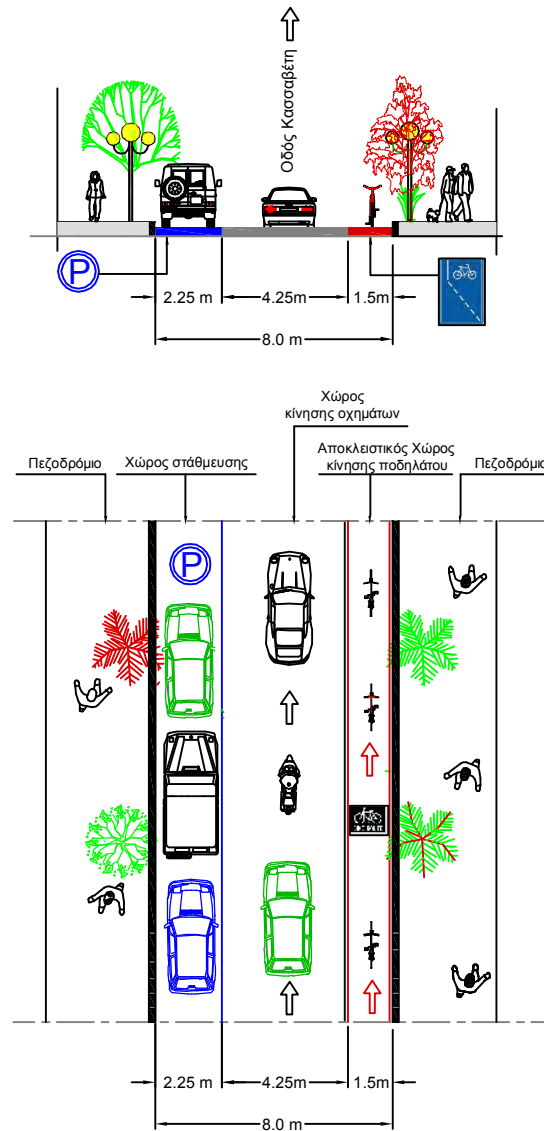 Οδός Κασσαβέτη
P
2.25 m
4.25m
1.5m
8.0 m
Χώρος
κίνησης οχημάτων
Πεζοδρόμιο
Χώρος στάθμευσης
Αποκλειστικός Χώρος
κίνησης ποδηλάτου
Πεζοδρόμιο
P
2.25 m
4.25m
1.5m
8.0 m